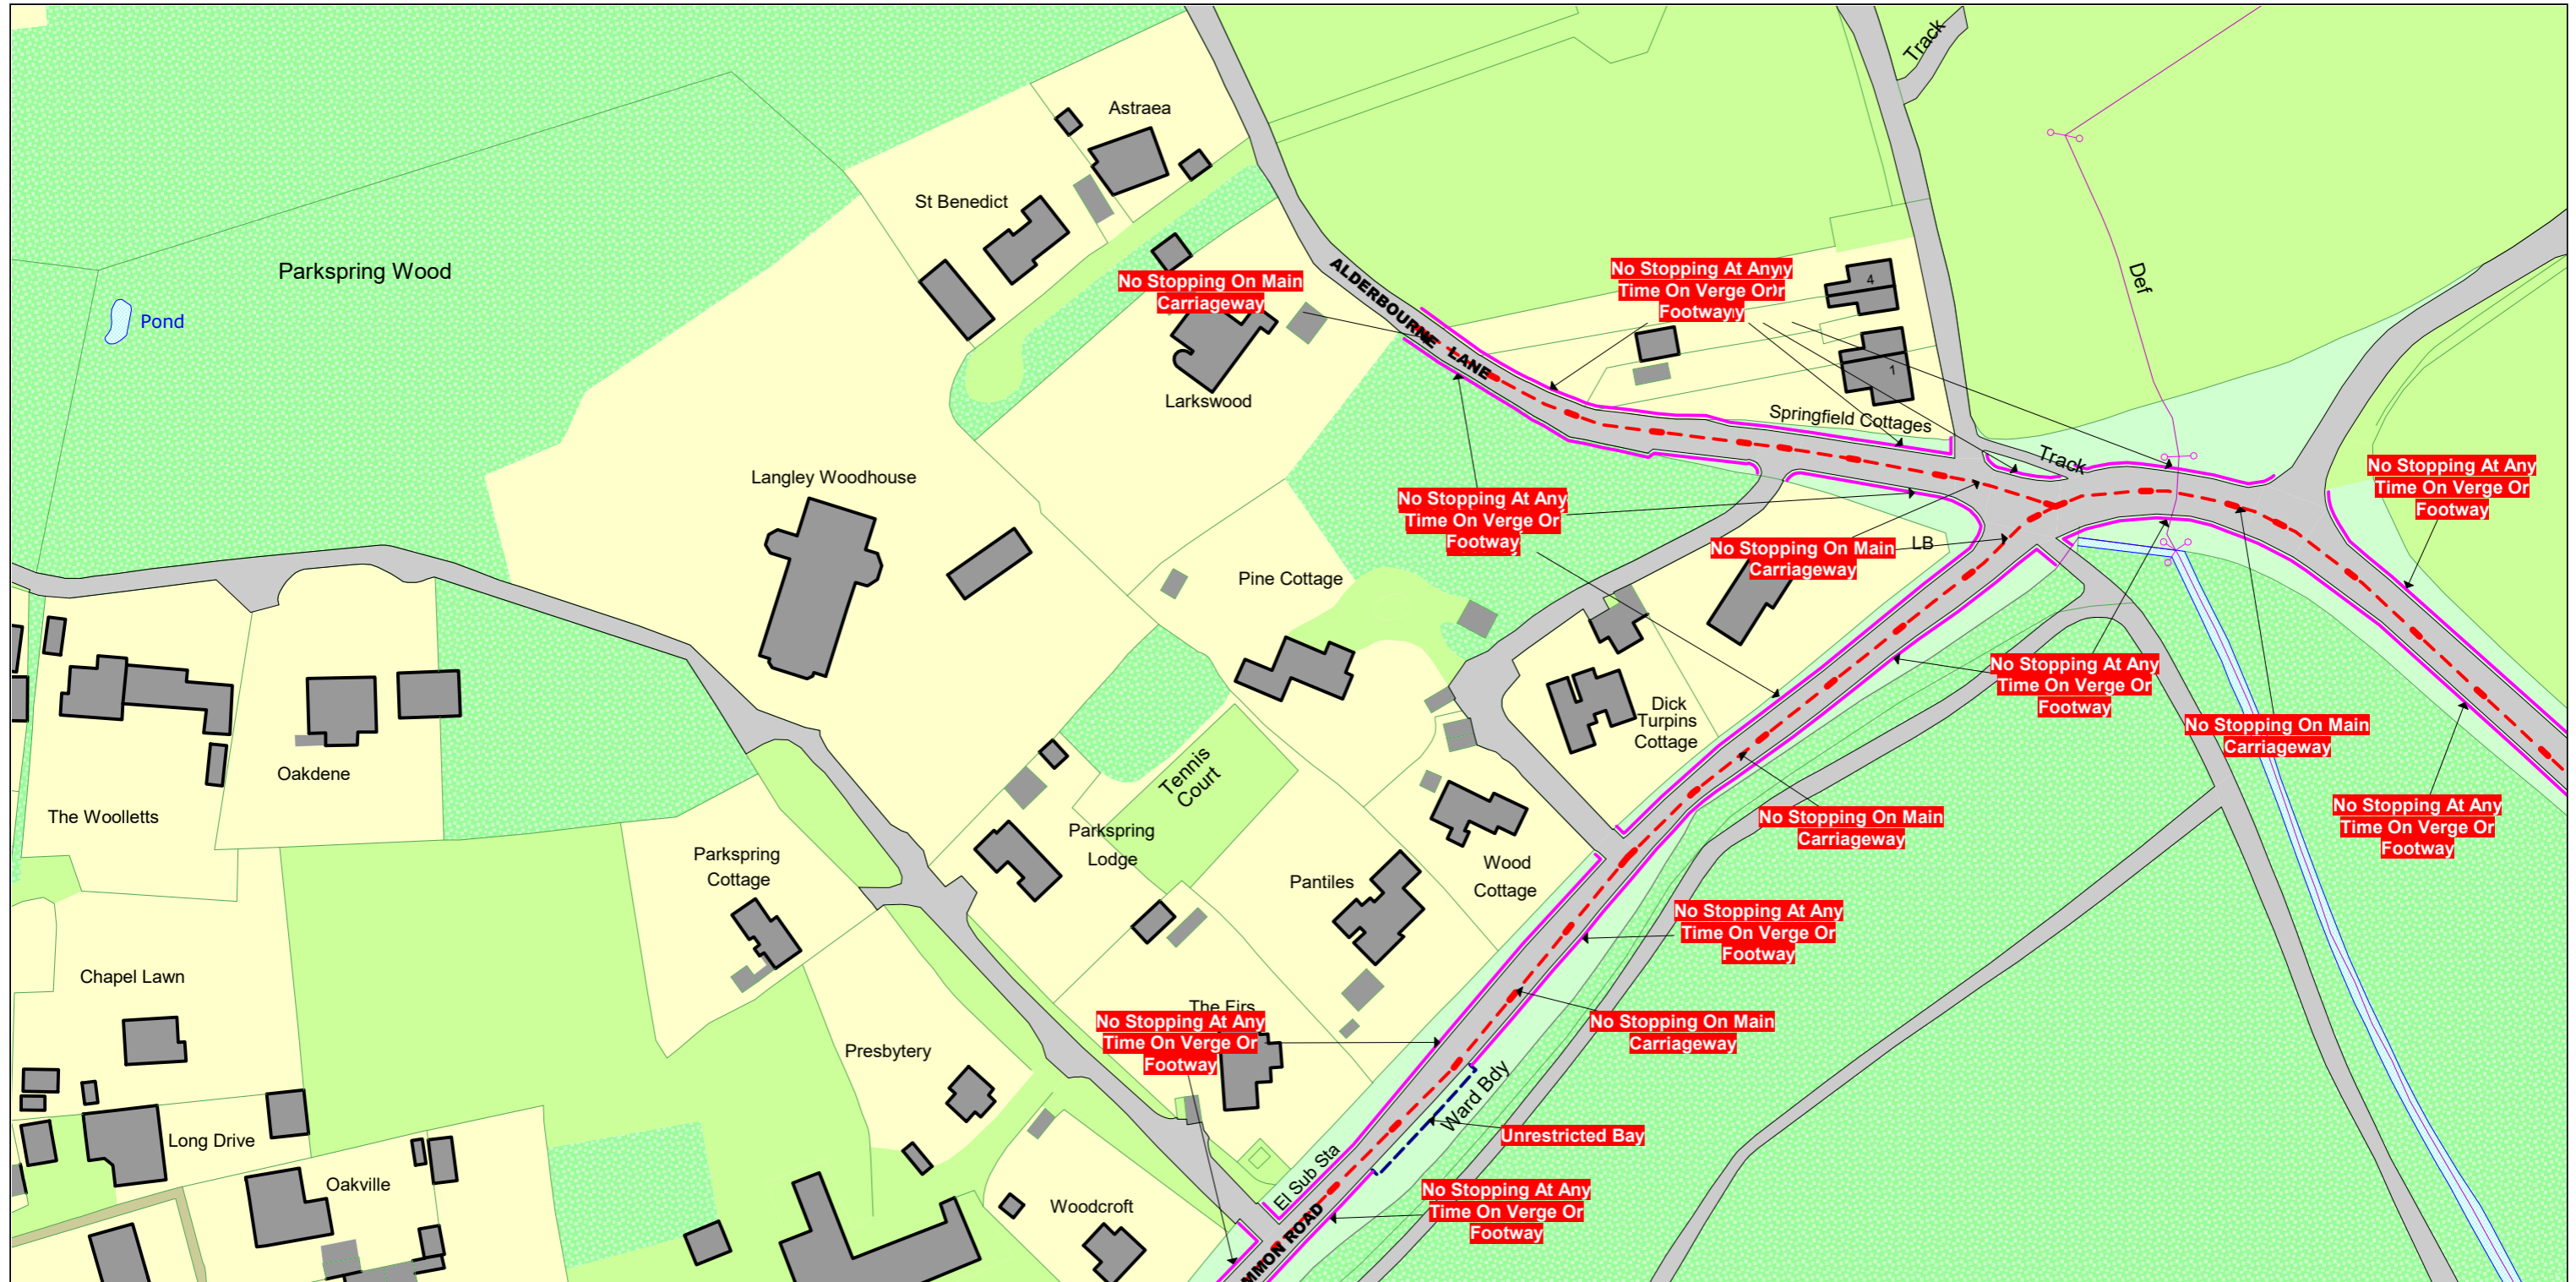 Track
Astraea
St Benedict
Parkspring Wood
Pond
No Stopping On Main
Carriageway
ALDERBOURNE LANE
No Stopping At Any
Time On Verge Or
Footway
4
1
Def
Larkswood
Springfield Cottages
Track
Langley Woodhouse
No Stopping At Any
Time On Verge Or
Footway
No Stopping At Any
Time On Verge Or
Footway
LB
No Stopping On Main
Carriageway
Pine Cottage
No Stopping At Any
Time On Verge Or
Footway
Dick
Turpins
Cottage
No Stopping On Main
Carriageway
Tennis
Court
Oakdene
The Woolletts
No Stopping On Main
Carriageway
No Stopping At Any
Time On Verge Or
Footway
Parkspring
Lodge
Parkspring
Cottage
Wood
Cottage
Pantiles
No Stopping At Any
Time On Verge Or
Footway
Chapel Lawn
The Firs
No Stopping At Any
Time On Verge Or
Footway
No Stopping On Main
Carriageway
Presbytery
Ward Bdy
Unrestricted Bay
Long Drive
Oakville
El Sub Sta
No Stopping At Any
Time On Verge Or
Footway
Woodcroft
MMON ROAD